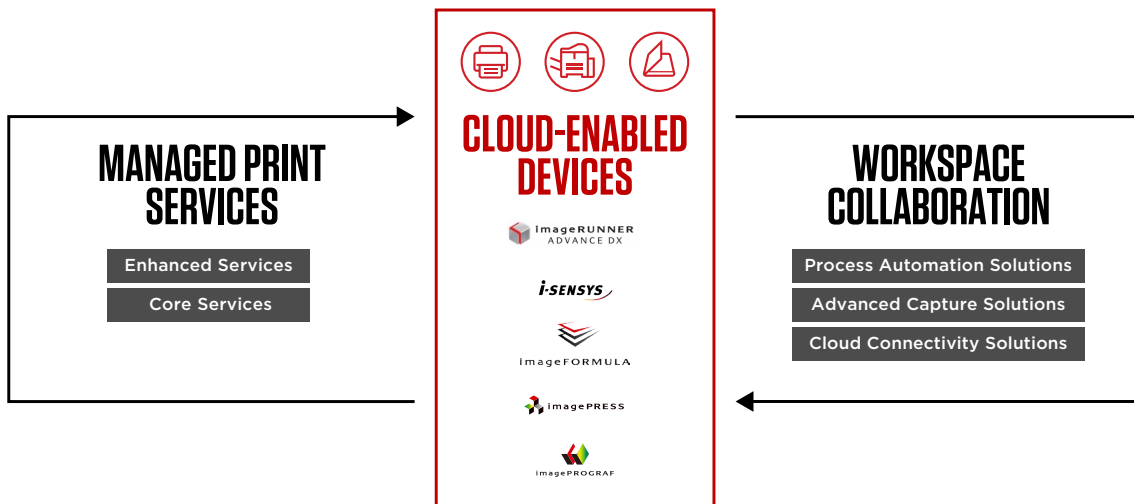 MANAGED PRINT
SERVICES
Enhanced Services
Core Services
CLOUD-ENABLED
DEVICES
imageRUNNER
ADVANCE DX
i-SENSYS
imageFORMULA
imagePRESS
imagePROGRAF
WORKSPACE
COLLABORATION
Process Automation Solutions
Advanced Capture Solutions
Cloud Connectivity Solutions